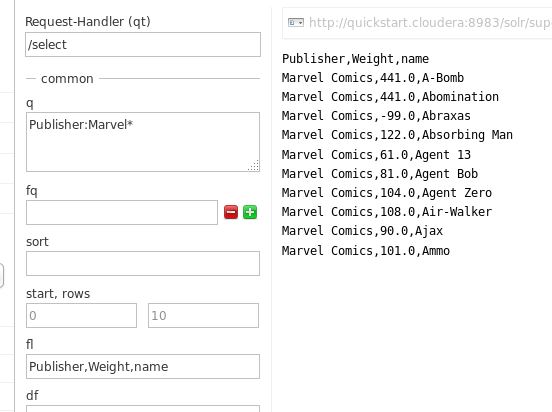 Request-Handler (qt)
/select
common
q
Publisher:Marvel*
fq
sort
start, rows
0
10
fl
Publisher,Weight,name
df
http://quickstart.cloudera:8983/solr/sup
Publisher,Weight,name
Marvel Comics,441.0,A-Bomb
Marvel Comics,441.0,Abomination
Marvel Comics,-99.0,Abraxas
Marvel Comics,122.0,Absorbing Man
Marvel Comics,61.0,Agent 13
Marvel Comics,81.0,Agent Bob
Marvel Comics,104.0,Agent Zero
Marvel Comics,108.0,Air-Walker
Marvel Comics,90.0,Ajax
Marvel Comics,101.0,Ammo